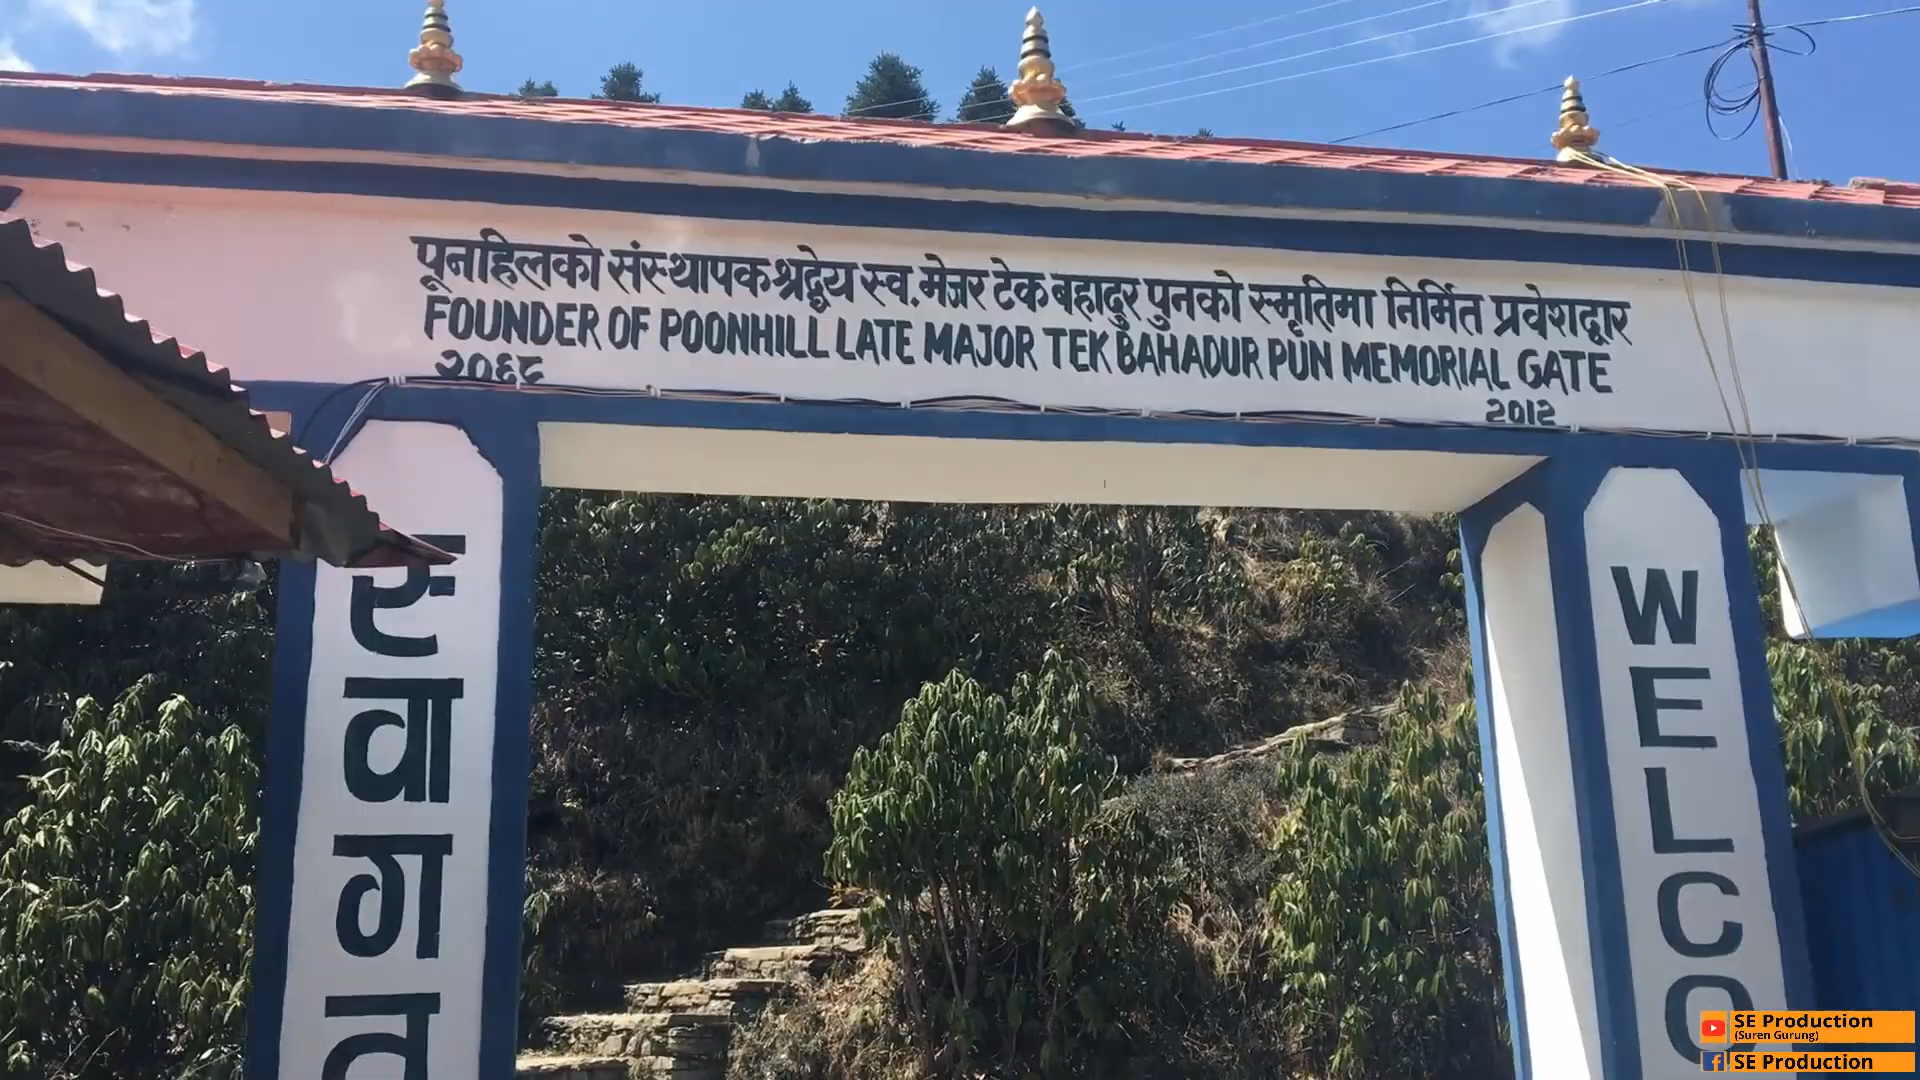 पूनहिलको संस्थापक श्रद्धेय स्व. मेजर टेक बहादुर पुनको स्मृतिमा निर्मित प्रवेशद्वार
FOUNDER OF POONHILL LATE MAJOR TEK BAHADUR PUN MEMORIAL GATE
२०६८
2012
स्वागत
WELCO
SE Production
(Suren Gurung)
SE Production